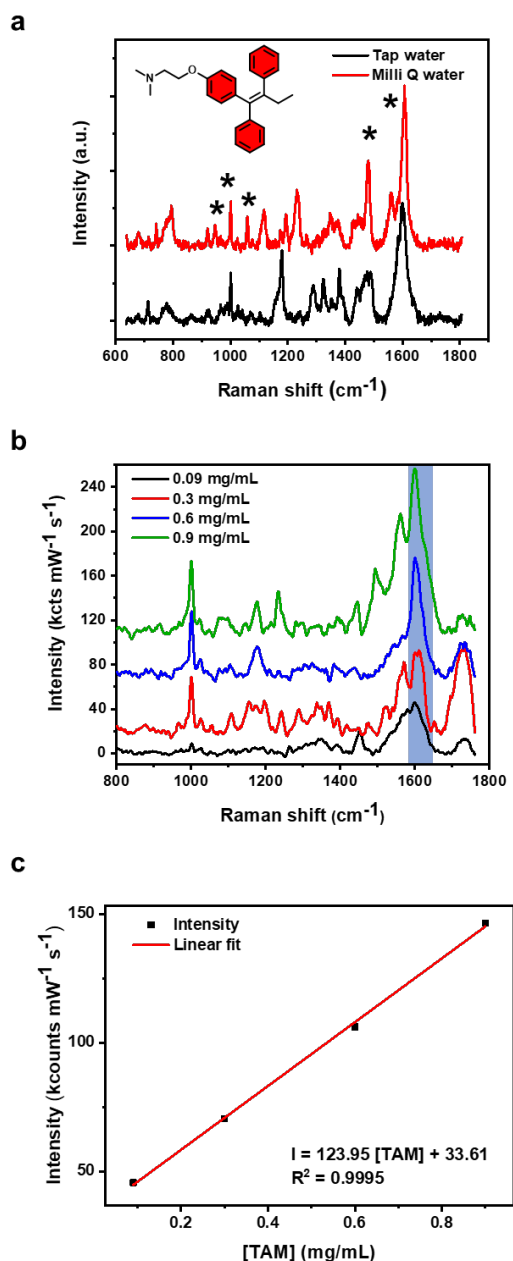 a
Tap water
Milli Q water
N
O
*
*
*
*
*
Intensity (a.u.)
600
800
1000
1200
1400
1600
1800
Raman shift (cm⁻¹)
b
0.09 mg/mL
0.3 mg/mL
0.6 mg/mL
0.9 mg/mL
Intensity (kcts mW⁻¹ s⁻¹)
240
200
160
120
80
40
0
800
1000
1200
1400
1600
1800
Raman shift (cm⁻¹)
c
Intensity
Linear fit
Intensity (kcounts mW⁻¹ s⁻¹)
150
100
50
I = 123.95 [TAM] + 33.61
R² = 0.9995
0.2
0.4
0.6
0.8
[TAM] (mg/mL)